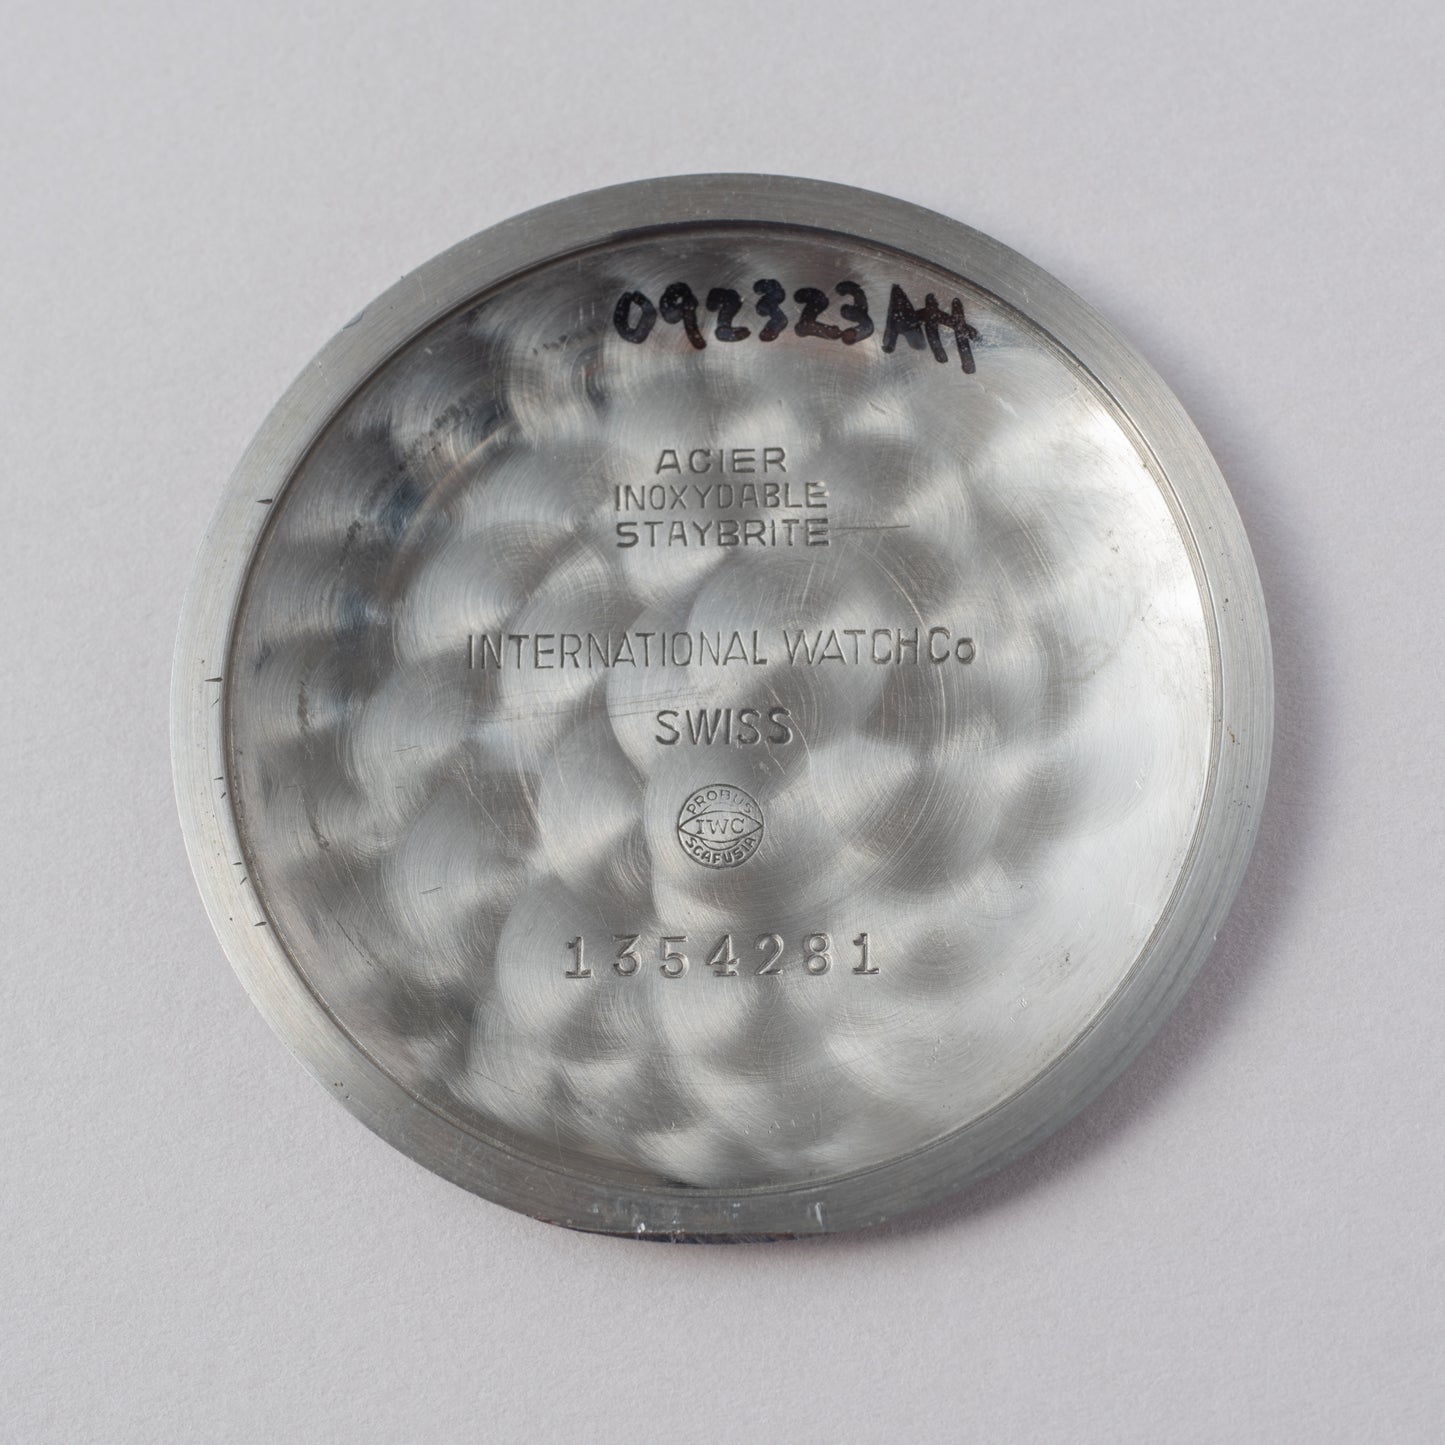 092323AH
ACIER
INOXYDABLE
STAYBRITE
INTERNATIONAL WATCH Co
SWISS
PROBUS
IWC
SCAFUSIA
1354281